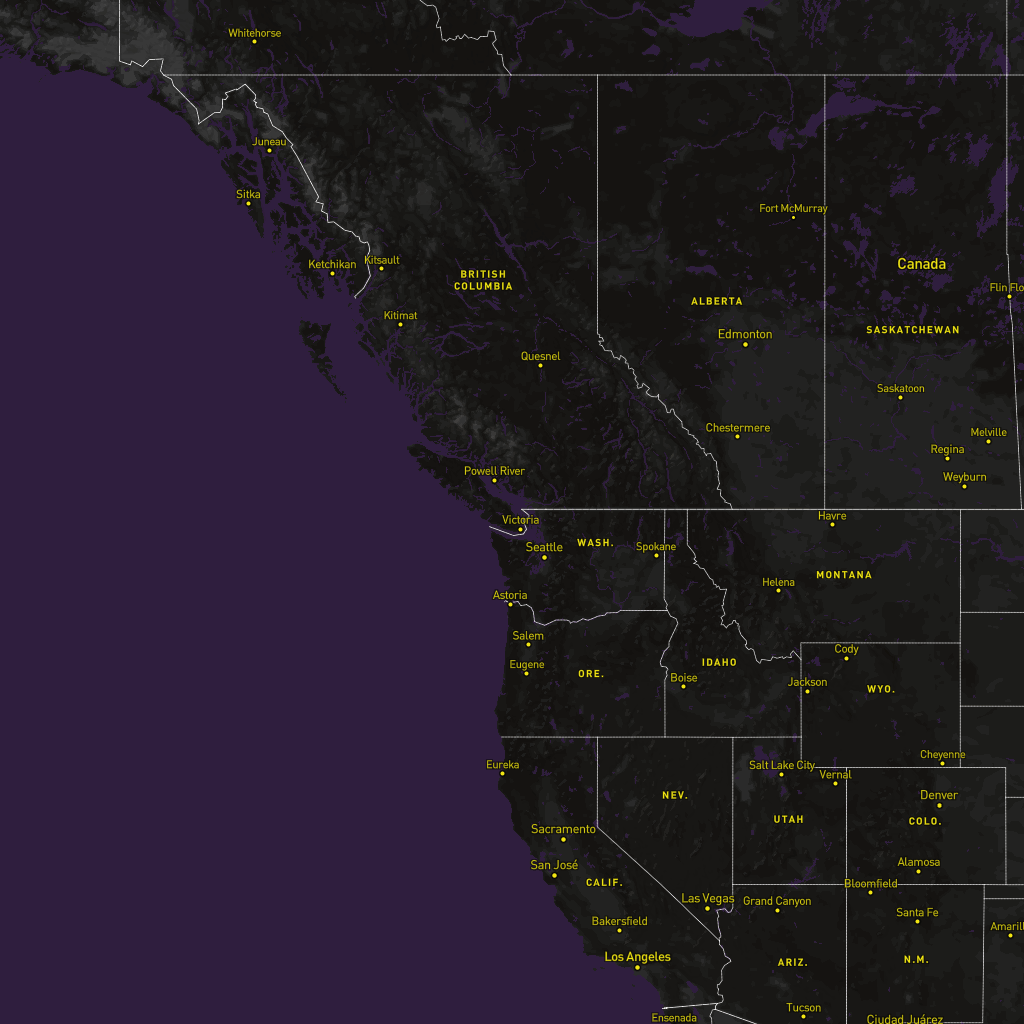 Whitehorse
Juneau
Sitka
Fort McMurray
Ketchikan
Kitsault
Canada
BRITISH
COLUMBIA
Flin Flo
ALBERTA
Kitimat
SASKATCHEWAN
Edmonton
Quesnel
Saskatoon
Chestermere
Melville
Regina
Powell River
Weyburn
Victoria
Havre
WASH.
Seattle
Spokane
MONTANA
Helena
Astoria
Salem
Cody
Eugene
IDAHO
ORE.
Boise
Jackson
WYO.
Cheyenne
Eureka
Salt Lake City
Vernal
NEV.
Denver
UTAH
COLO.
Sacramento
Alamosa
San José
CALIF.
Bloomfield
Las Vegas
Grand Canyon
Santa Fe
Bakersfield
Amarill
Los Angeles
ARIZ.
N.M.
Tucson
Ensenada
Ciudad Juárez